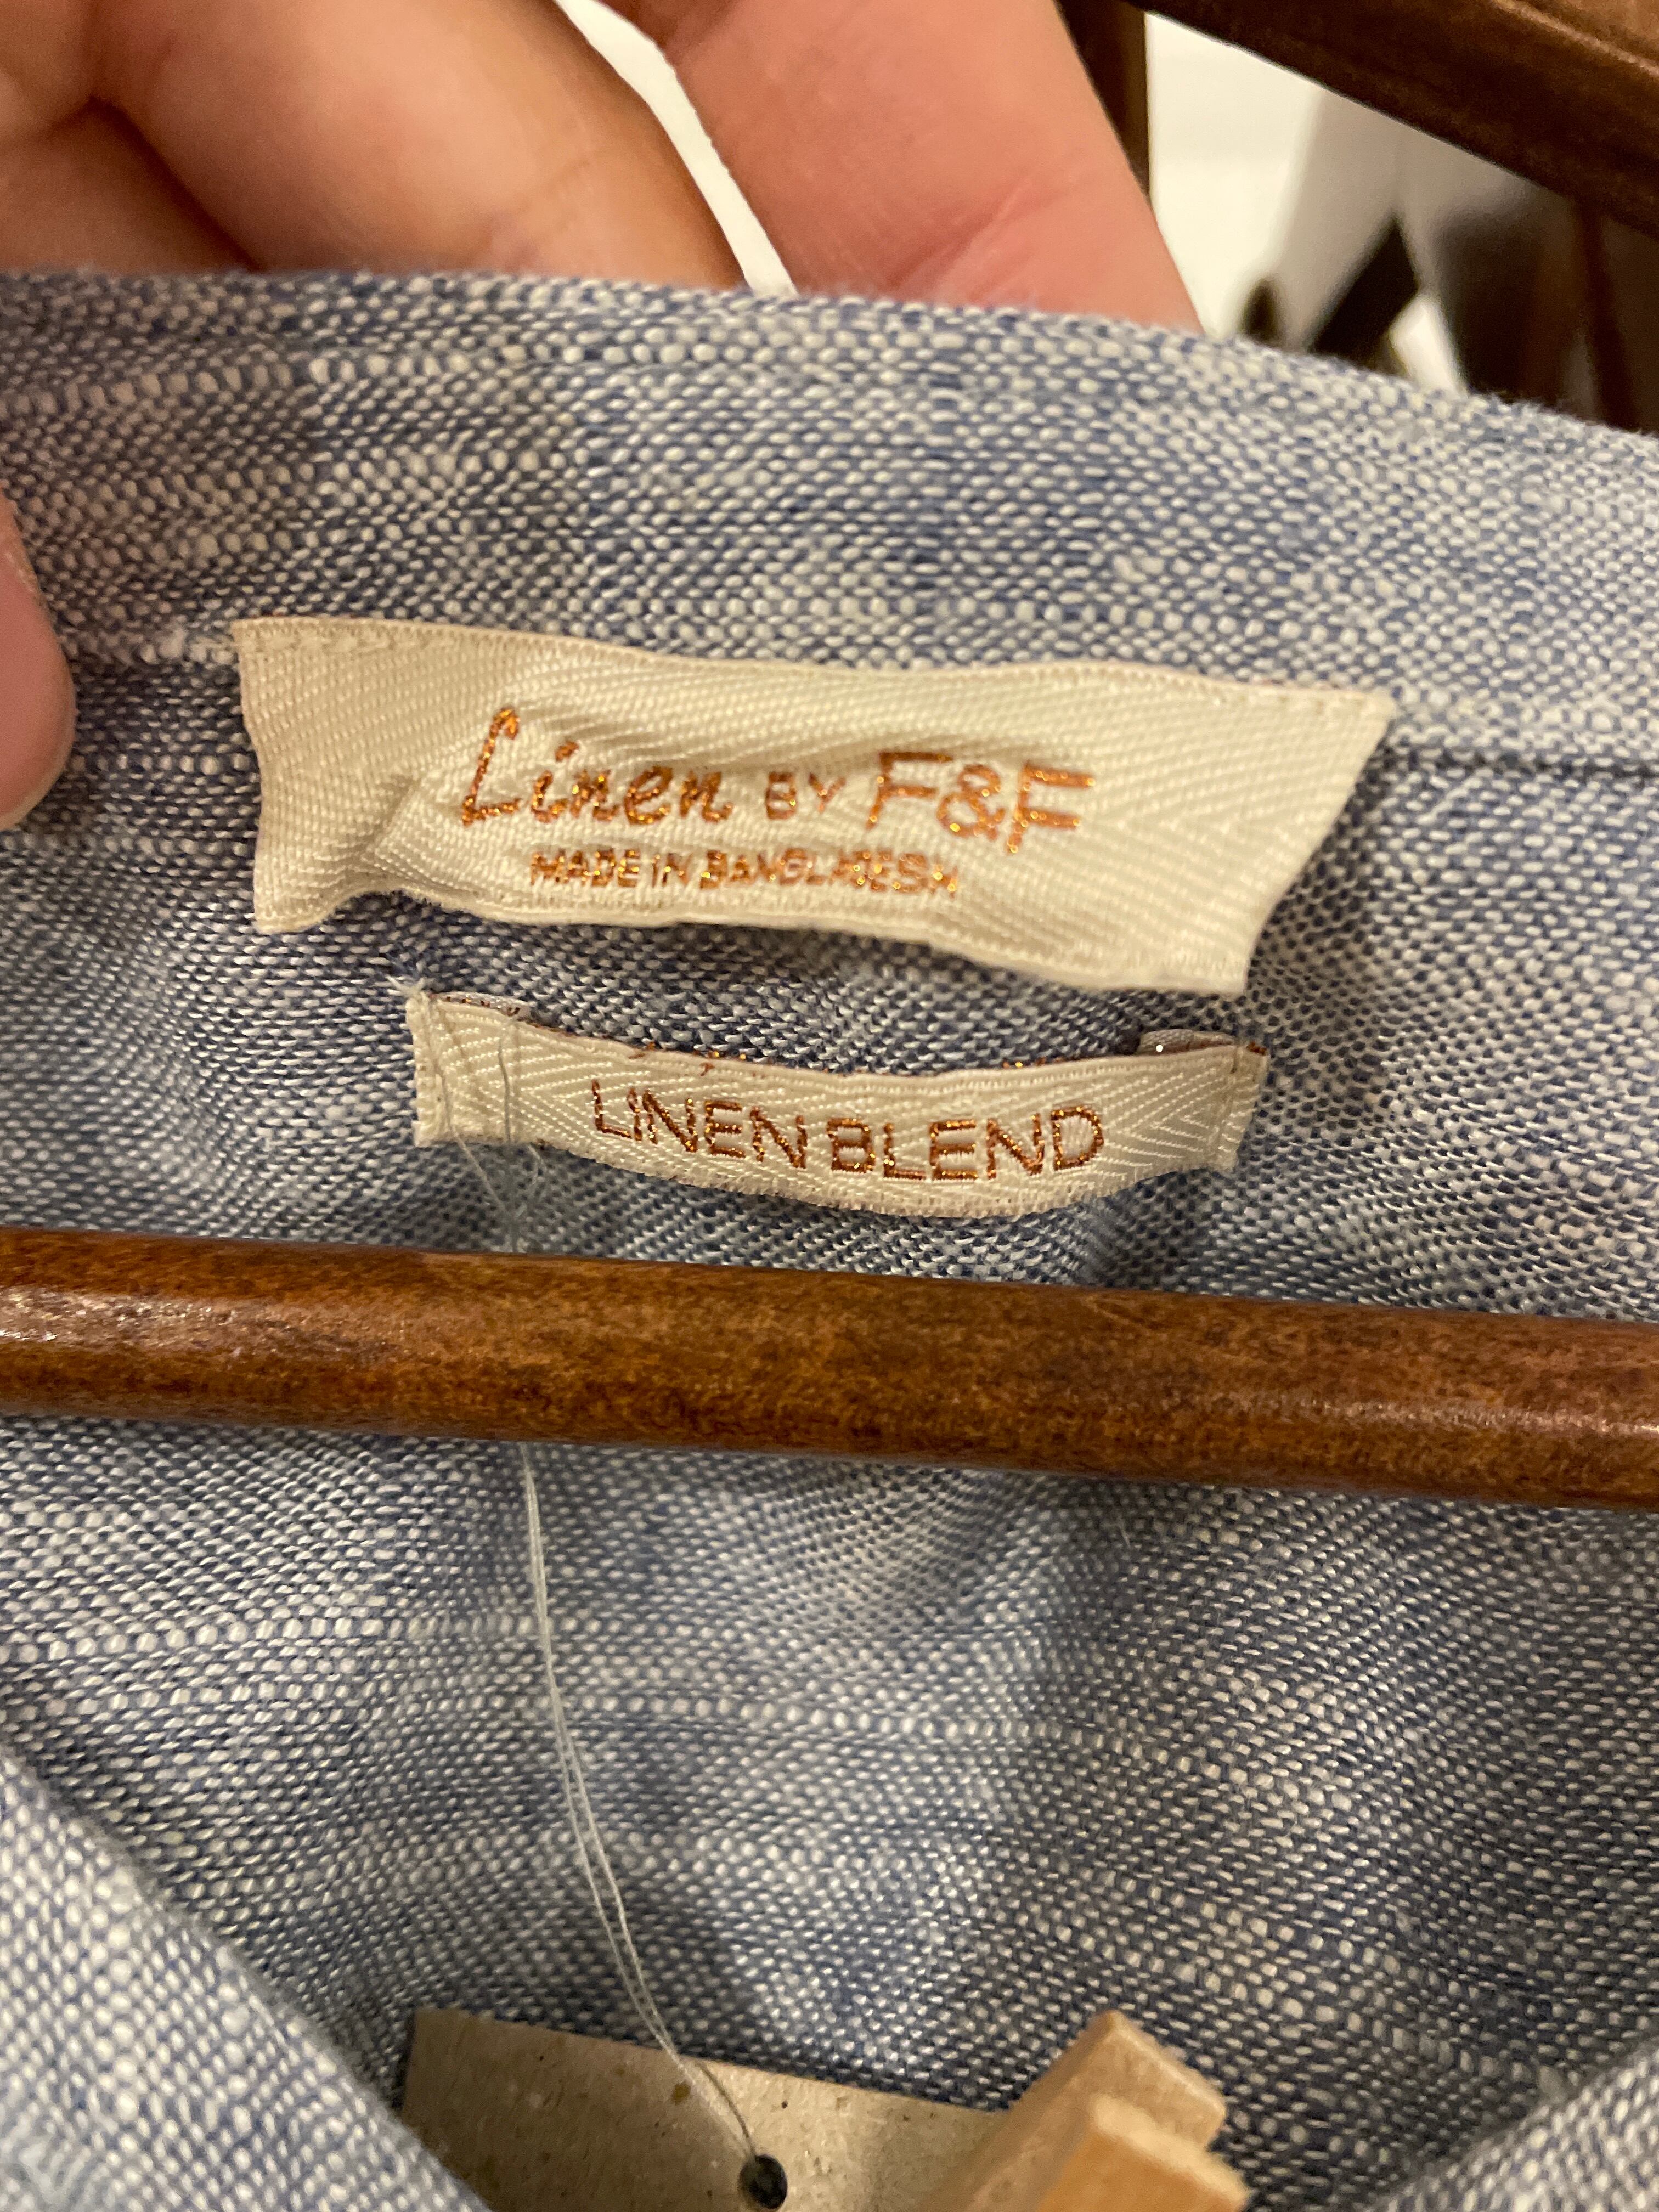 Linen BY F&F
MADE IN BANGLADESH
LINEN BLEND